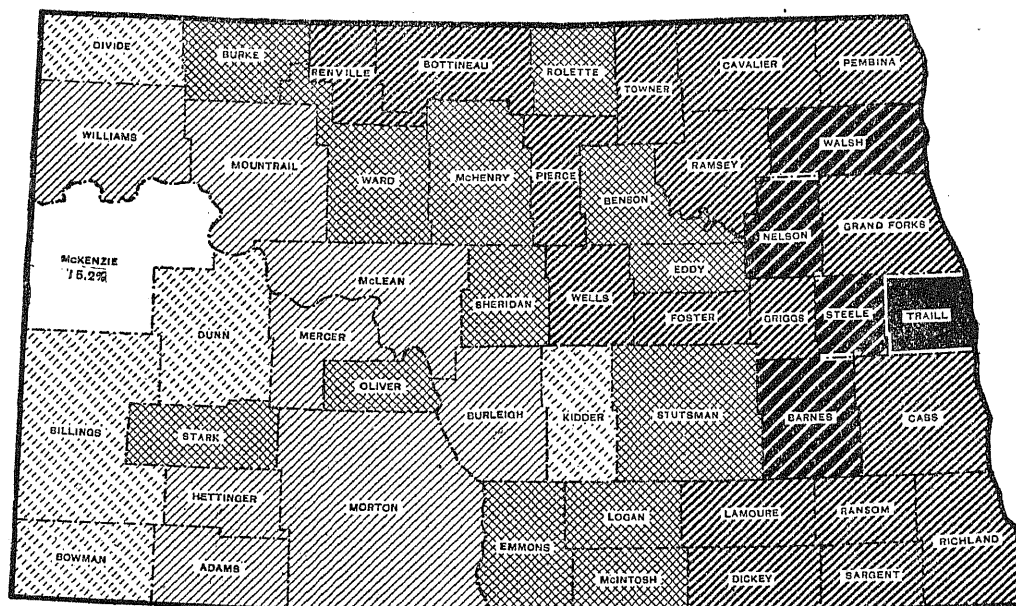 DIVIDE
BURKE
RENVILLE
BOTTINEAU
ROLETTE
TOWNER
CAVALIER
PEMBINA
WILLIAMS
MOUNTRAIL
WARD
McHENRY
PIERCE
BENSON
RAMSEY
WALSH
NELSON
GRAND FORKS
McKENZIE
15.2%
DUNN
McLEAN
MERCER
SHERIDAN
WELLS
EDDY
FOSTER
GRIGGS
STEELE
TRAILL
OLIVER
BILLINGS
STARK
BURLEIGH
KIDDER
STUTSMAN
BARNES
CASS
HETTINGER
MORTON
BOWMAN
ADAMS
EMMONS
LOGAN
McINTOSH
LAMOURE
DICKEY
RANSOM
SARGENT
RICHLAND